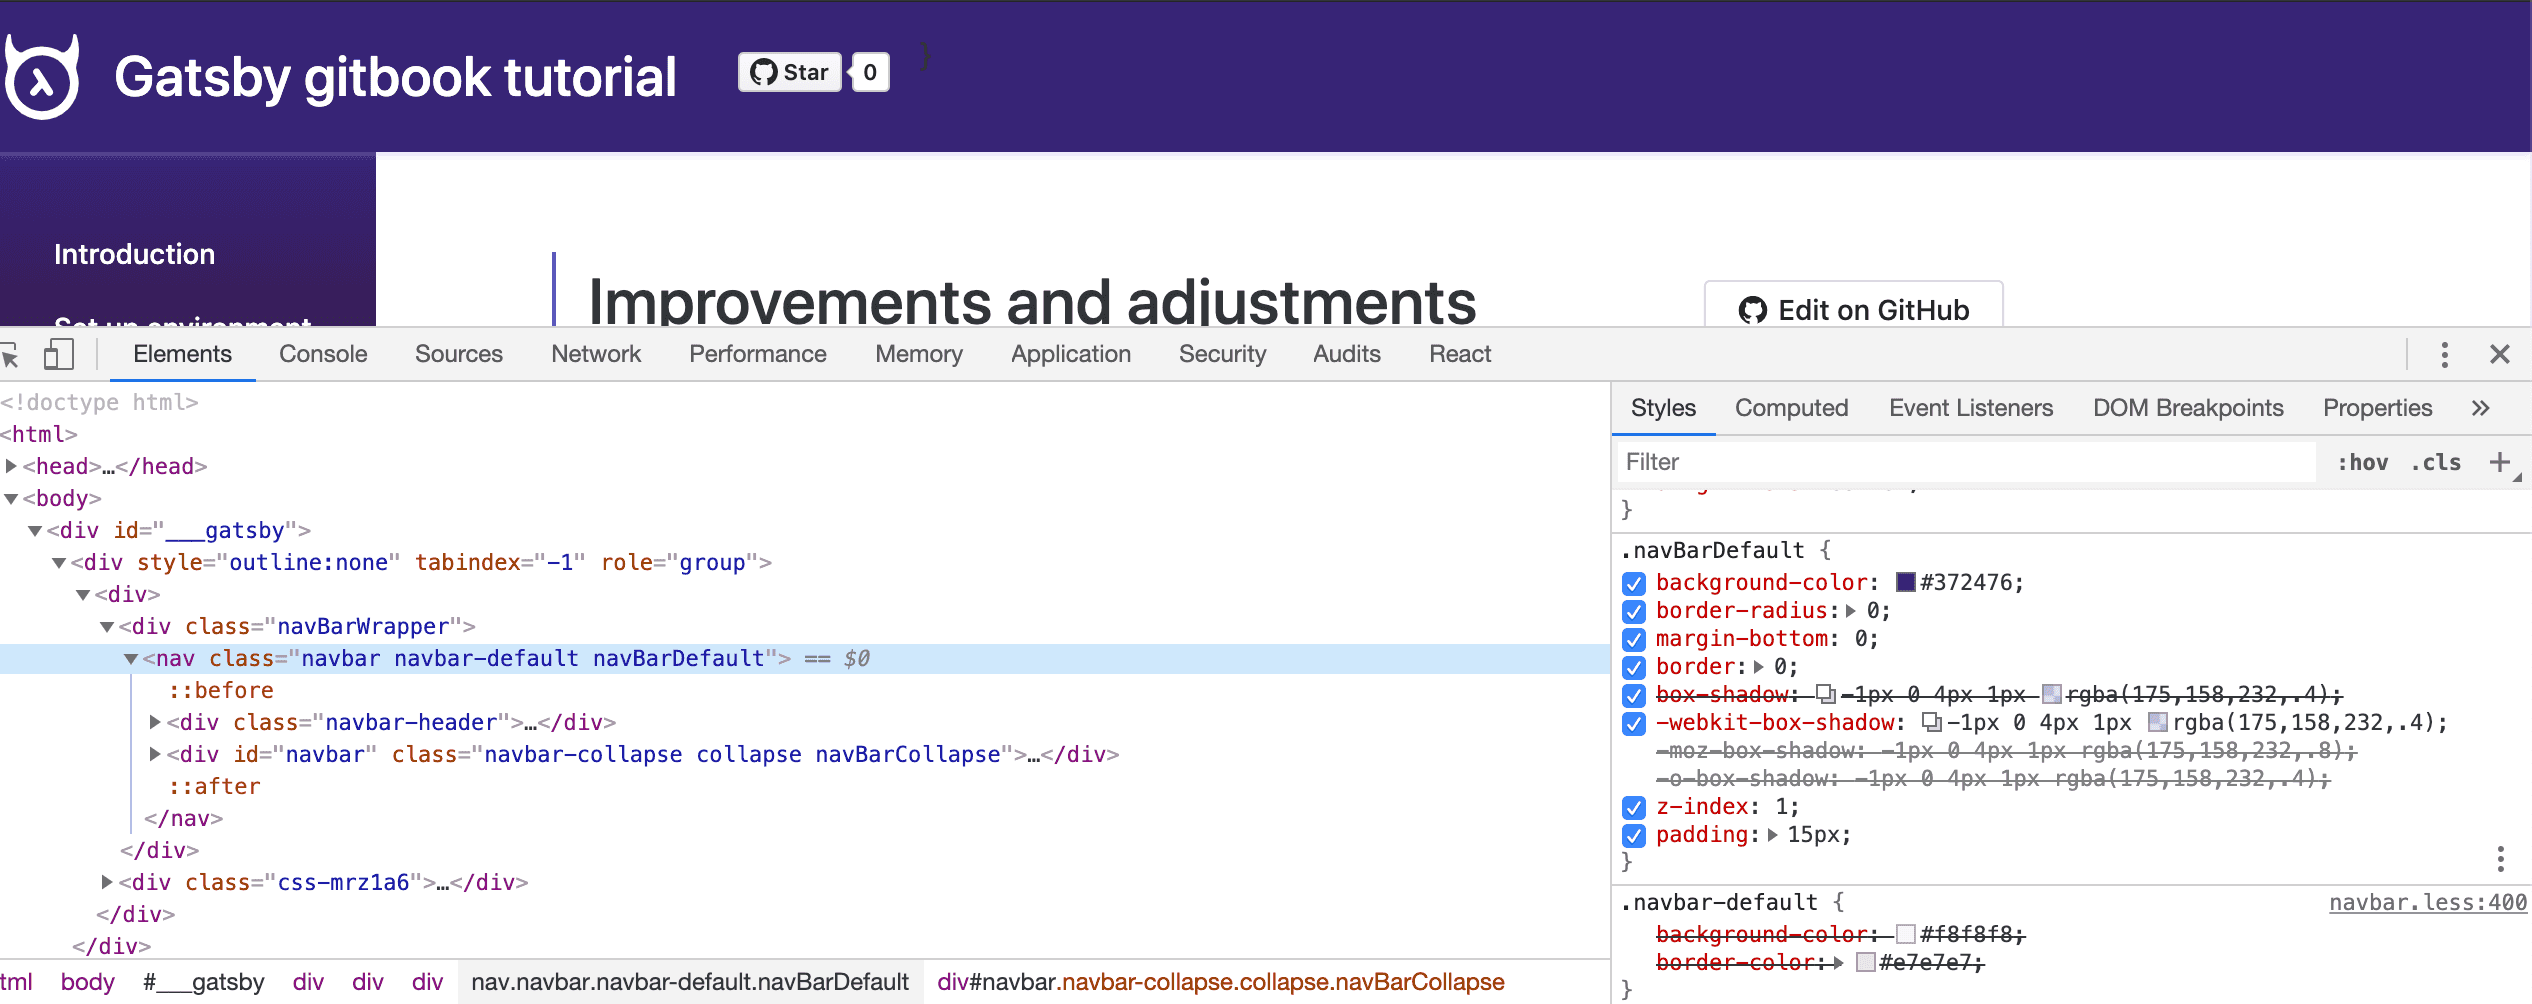 Gatsby gitbook tutorial
Star
0
}
Introduction
Set up environment
Improvements and adjustments
Edit on GitHub
Elements Console Sources Network Performance Memory Application Security Audits React
<!doctype html>
<html>
<head>…</head>
<body>
<div id="___gatsby">
<div style="outline:none" tabindex="-1" role="group">
<div>
<div class="navBarWrapper">
<nav class="navbar navbar-default navBarDefault"> == $0
::before
<div class="navbar-header">…</div>
<div id="navbar" class="navbar-collapse collapse navBarCollapse">…</div>
::after
</nav>
</div>
<div class="css-mrz1a6">…</div>
</div>
</div>
tml body #___gatsby div div div nav.navbar.navbar-default.navBarDefault div#navbar.navbar-collapse.collapse.navBarCollapse
Styles Computed Event Listeners DOM Breakpoints Properties »
Filter :hov .cls +
}
.navBarDefault {
background-color: #372476;
border-radius: 0;
margin-bottom: 0;
border: 0;
box-shadow: -1px 0 4px 1px rgba(175,158,232,.4);
-webkit-box-shadow: -1px 0 4px 1px rgba(175,158,232,.4);
-moz-box-shadow: -1px 0 4px 1px rgba(175,158,232,.8);
-o-box-shadow: -1px 0 4px 1px rgba(175,158,232,.4);
z-index: 1;
padding: 15px;
}
.navbar-default { navbar.less:400
background-color: #f8f8f8;
border-color: #e7e7e7;
}